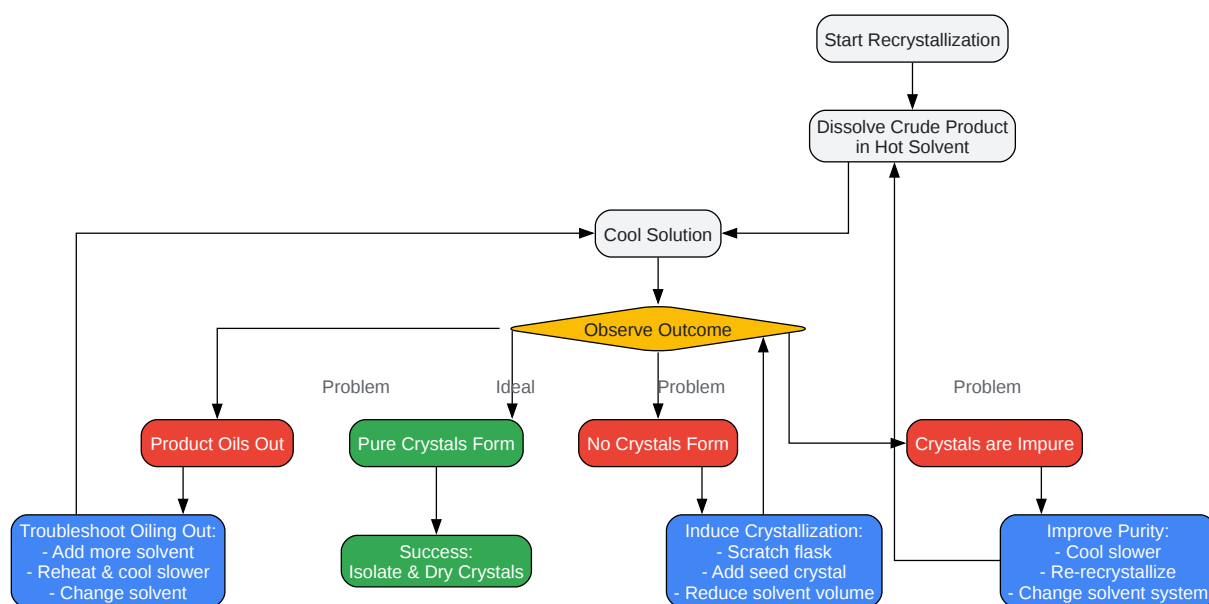 Start Recrystallization
Dissolve Crude Product
in Hot Solvent
Cool Solution
Observe Outcome
Problem
Ideal
Problem
Problem
Product Oils Out
Pure Crystals Form
No Crystals Form
Crystals are Impure
Troubleshoot Oiling Out:
- Add more solvent
- Reheat & cool slower
- Change solvent
Success:
Isolate & Dry Crystals
Induce Crystallization:
- Scratch flask
- Add seed crystal
- Reduce solvent volume
Improve Purity:
- Cool slower
- Re-recrystallize
- Change solvent system